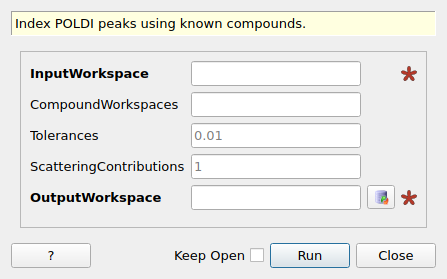 Index POLDI peaks using known compounds.
InputWorkspace *
CompoundWorkspaces
Tolerances 0.01
ScatteringContributions 1
OutputWorkspace *
? Keep Open Run Close